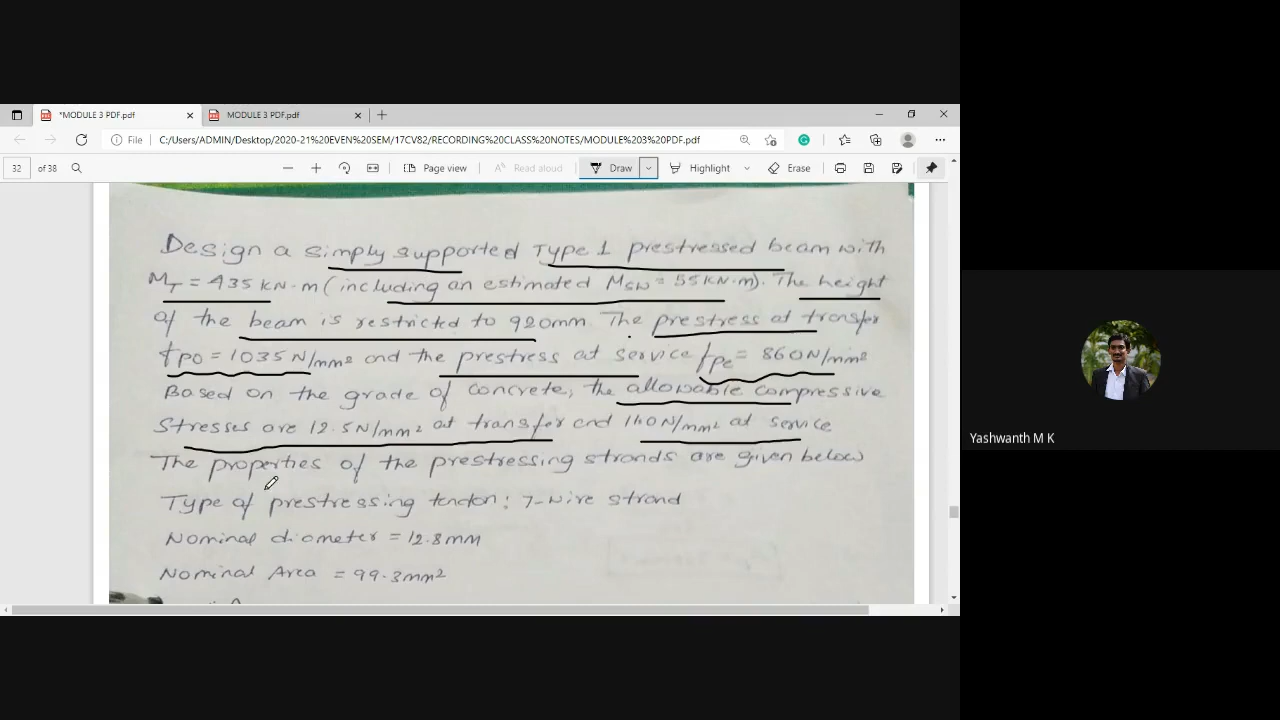 *MODULE 3 PDF.pdf
MODULE 3 PDF.pdf
File
C:/Users/ADMIN/Desktop/2020-21%20EVEN%20SEM/17CV82/RECORDING%20CLASS%20NOTES/MODULE%203%20PDF.pdf
32 of 38
Page view
Read aloud
Draw
Highlight
Erase
Design a simply supported Type 1 prestressed beam with
MT = 435 KN·m (including an estimated MSW = 55 KN·m). The height
of the beam is restricted to 920mm. The prestress at transfer
fpo = 1035 N/mm² and the prestress at service fpe = 860 N/mm²
Based on the grade of concrete, the allowable compressive
Stresses are 12.5 N/mm² at transfer and N/mm² at service
The properties of the prestressing strands are given below
Type of prestressing tendon: 7-wire strand
Nominal diameter = 12.8mm
Nominal Area = 99.3mm²
Yashwanth M K